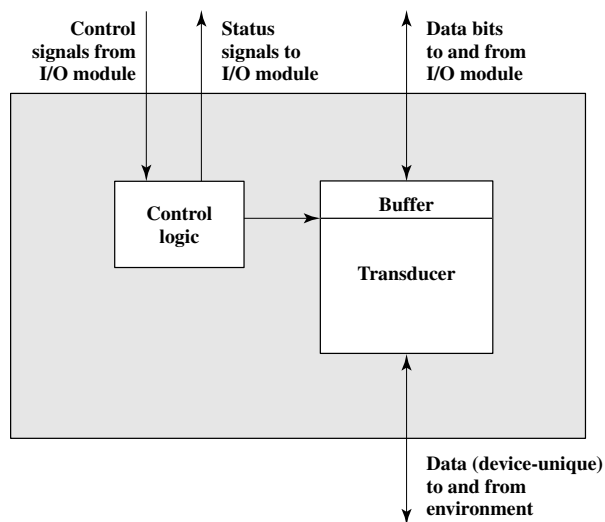 Control
signals from
I/O module
Status
signals to
I/O module
Data bits
to and from
I/O module
Control
logic
Buffer
Transducer
Data (device-unique)
to and from
environment